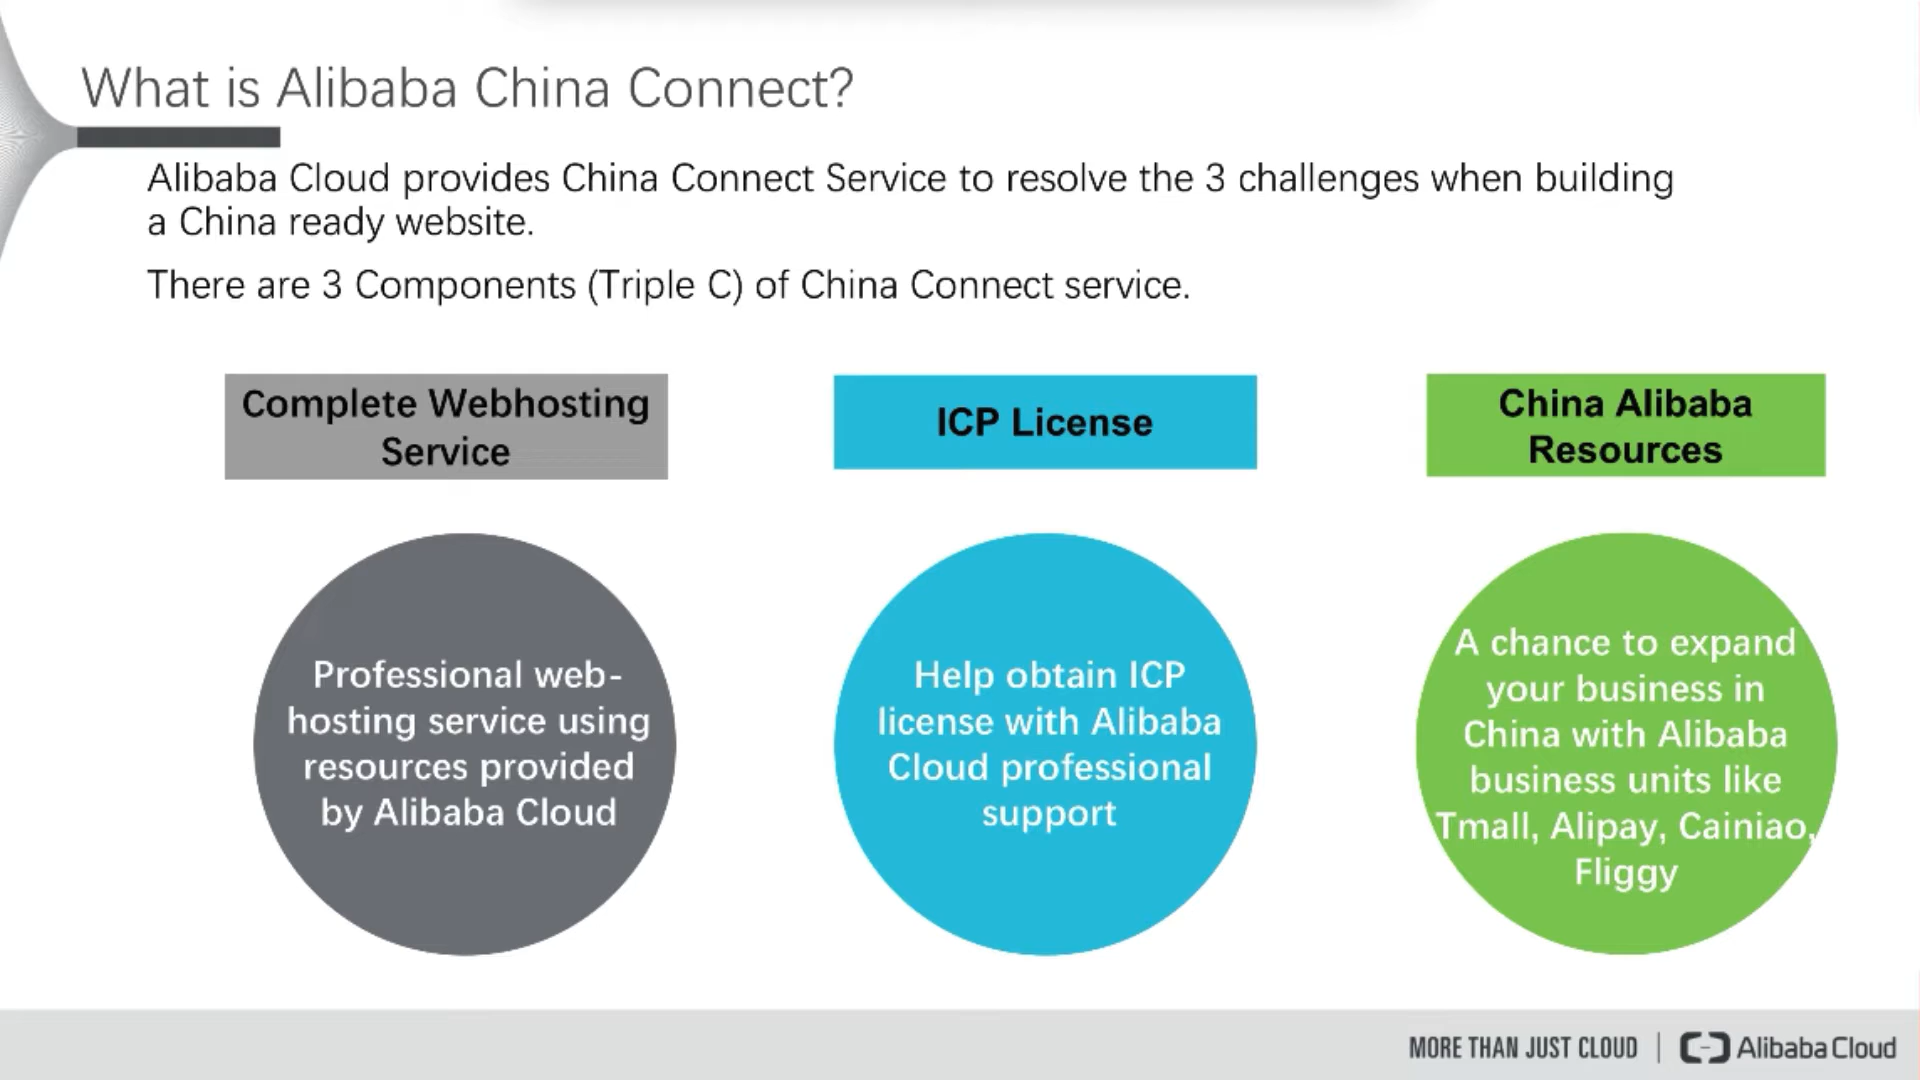 What is Alibaba China Connect?
Alibaba Cloud provides China Connect Service to resolve the 3 challenges when building
a China ready website.
There are 3 Components (Triple C) of China Connect service.
Complete Webhosting
Service
ICP License
China Alibaba
Resources
Professional web-
hosting service using
resources provided
by Alibaba Cloud
Help obtain ICP
license with Alibaba
Cloud professional
support
A chance to expand
your business in
China with Alibaba
business units like
Tmall, Alipay, Cainiao,
Fliggy
MORE THAN JUST CLOUD | Alibaba Cloud